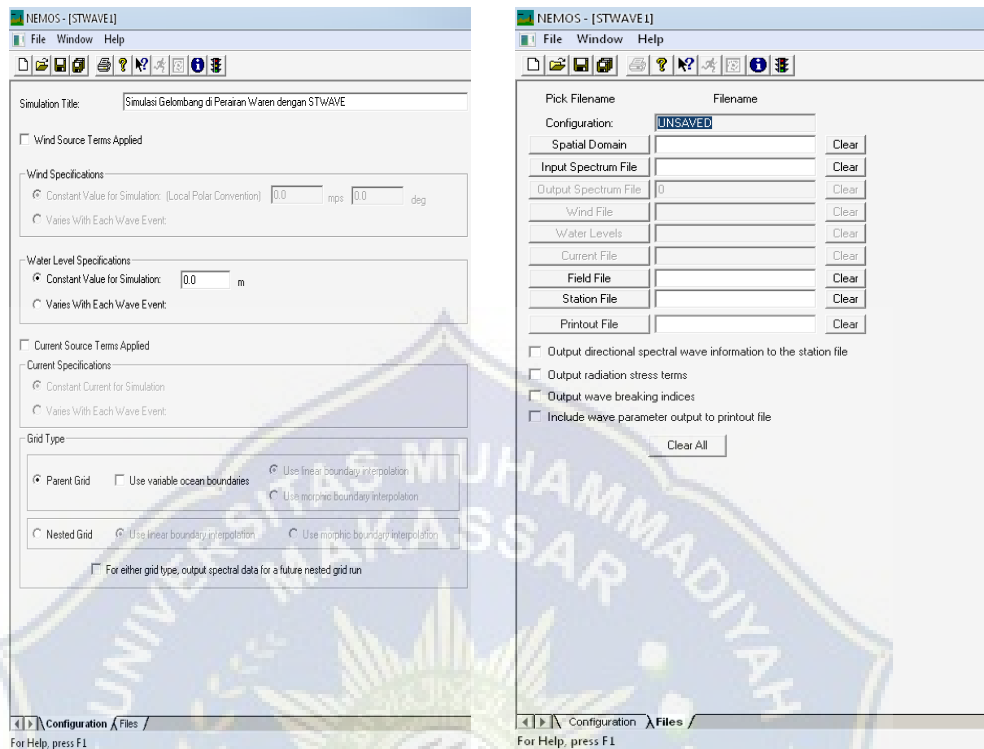 NEMOS - [STWAVE1]
File Window Help
Simulation Title: Simulasi Gelombang di Perairan Waren dengan STWAVE
Wind Source Terms Applied
Wind Specifications
Constant Value for Simulation: (Local Polar Convention) 0.0 mps 0.0 deg
Varies With Each Wave Event:
Water Level Specifications
Constant Value for Simulation: 0.0 m
Varies With Each Wave Event:
Current Source Terms Applied
Current Specifications
Constant Current for Simulation
Varies With Each Wave Event:
Grid Type
Parent Grid Use variable ocean boundaries
Use linear boundary interpolation
Use morphic boundary interpolation
Nested Grid Use linear boundary interpolation Use morphic boundary interpolation
For either grid type, output spectral data for a future nested grid run
Configuration Files
For Help, press F1
NEMOS - [STWAVE1]
File Window Help
Pick Filename Filename
Configuration: UNSAVED
Spatial Domain Clear
Input Spectrum File Clear
Output Spectrum File 0 Clear
Wind File Clear
Water Levels Clear
Current File Clear
Field File Clear
Station File Clear
Printout File Clear
Output directional spectral wave information to the station file
Output radiation stress terms
Output wave breaking indices
Include wave parameter output to printout file
Clear All
Configuration Files
For Help, press F1
UNIVERSITAS MUHAMMADIYAH
MAKASSAR